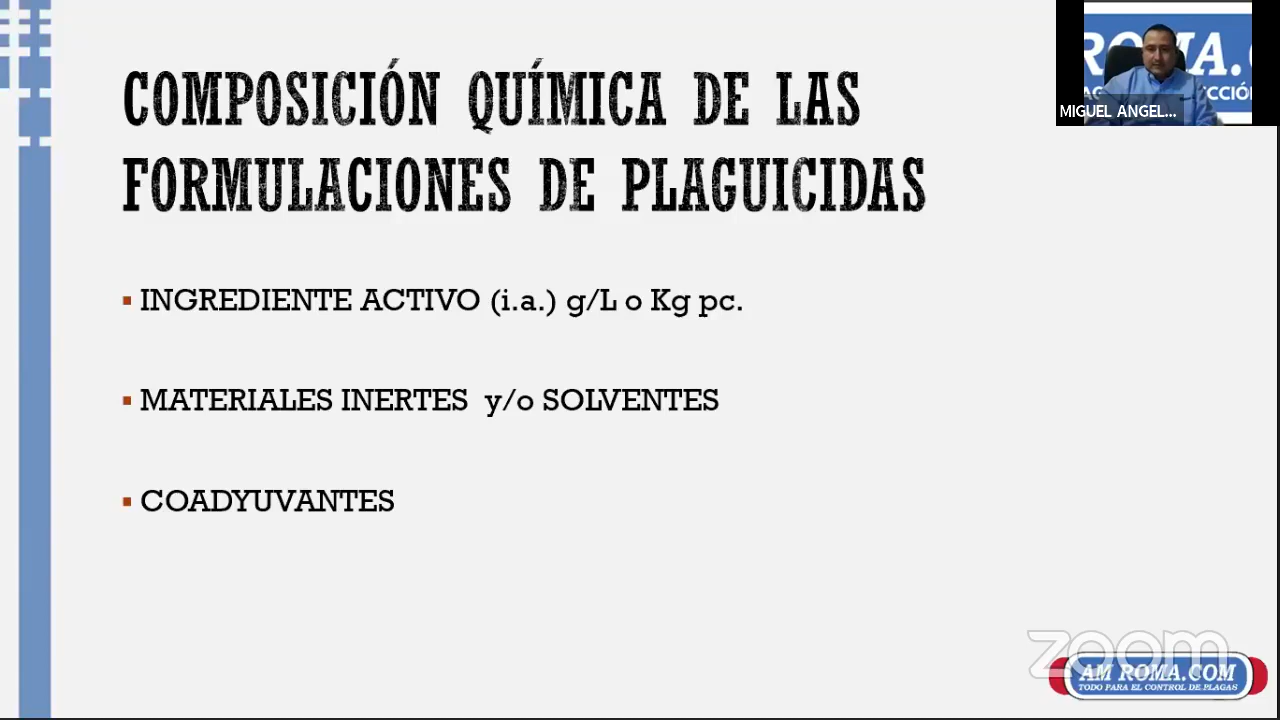 COMPOSICIÓN QUÍMICA DE LAS
FORMULACIONES DE PLAGUICIDAS
▪ INGREDIENTE ACTIVO (i.a.) g/L o Kg pc.
▪ MATERIALES INERTES y/o SOLVENTES
▪ COADYUVANTES
MIGUEL ANGEL...
zoom
AM ROMA.COM
TODO PARA EL CONTROL DE PLAGAS